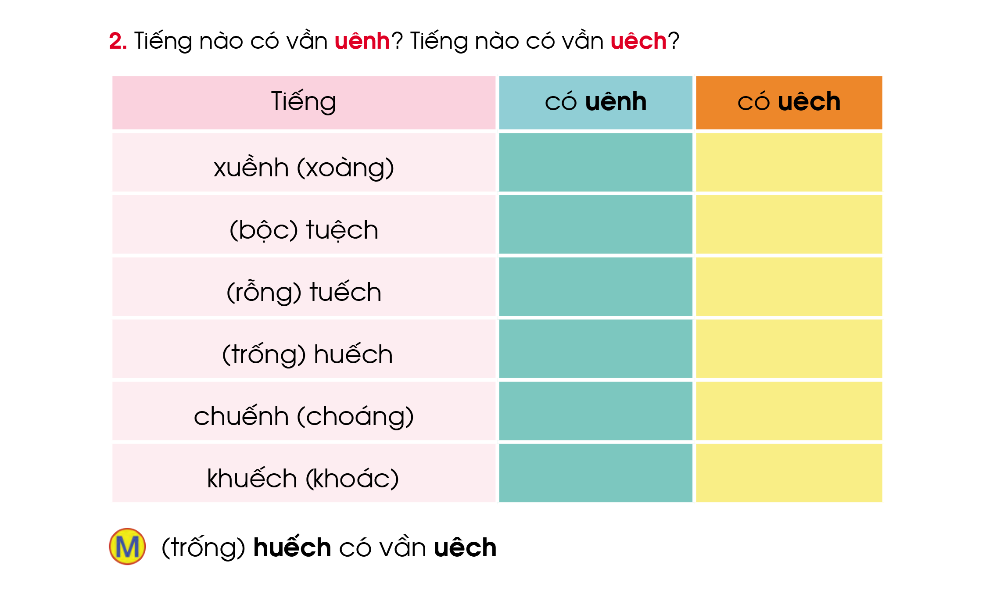 2. Tiếng nào có vần uênh? Tiếng nào có vần uêch?
Tiếng có uênh có uêch
xuềnh (xoàng)
(bộc) tuệch
(rỗng) tuếch
(trống) huếch
chuếnh (choáng)
khuếch (khoác)
M (trống) huếch có vần uêch